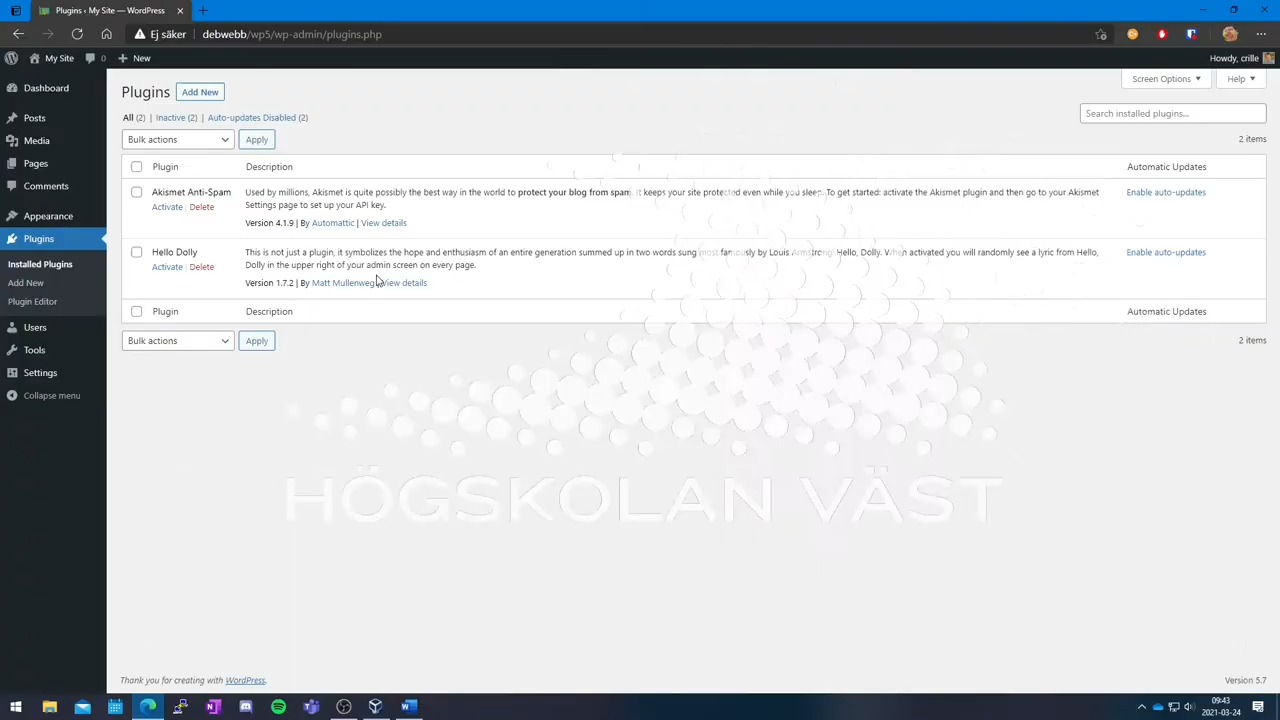 Plugins ‹ My Site — WordPress
Ej säker debwebb/wp5/wp-admin/plugins.php
My Site 0 New Howdy, crille
Dashboard
Posts
Media
Pages
Comments
Appearance
Plugins
Installed Plugins
Add New
Plugin Editor
Users
Tools
Settings
Collapse menu
Screen Options Help
Plugins Add New
All (2) | Inactive (2) | Auto-updates Disabled (2)
Search installed plugins...
Bulk actions Apply 2 items
Plugin Description Automatic Updates
Akismet Anti-Spam Used by millions, Akismet is quite possibly the best way in the world to protect your blog from spam. It keeps your site protected even while you sleep. To get started: activate the Akismet plugin and then go to your Akismet Enable auto-updates
Activate | Delete Settings page to set up your API key.
Version 4.1.9 | By Automattic | View details
Hello Dolly This is not just a plugin, it symbolizes the hope and enthusiasm of an entire generation summed up in two words sung most famously by Louis Armstrong: Hello, Dolly. When activated you will randomly see a lyric from Hello, Enable auto-updates
Activate | Delete Dolly in the upper right of your admin screen on every page.
Version 1.7.2 | By Matt Mullenweg | View details
Plugin Description Automatic Updates
Bulk actions Apply 2 items
HÖGSKOLAN VÄST
Thank you for creating with WordPress. Version 5.7
09:43
2021-03-24